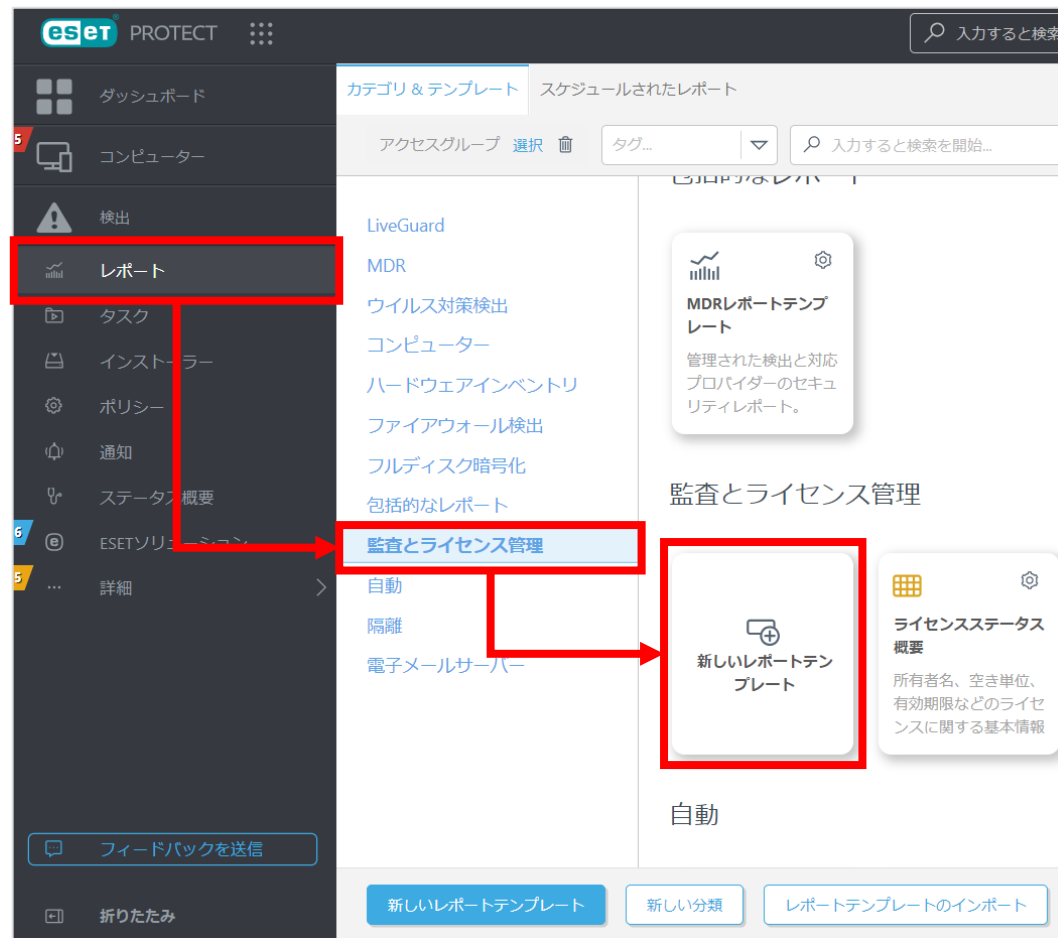 eset PROTECT
入力すると検索
ダッシュボード
5
コンピューター
検出
レポート
タスク
インストーラー
ポリシー
通知
ステータス概要
6
ESETソリューション
5
詳細
フィードバックを送信
折りたたみ
カテゴリ & テンプレート
スケジュールされたレポート
アクセスグループ 選択
タグ...
入力すると検索を開始...
LiveGuard
MDR
ウイルス対策検出
コンピューター
ハードウェアインベントリ
ファイアウォール検出
フルディスク暗号化
包括的なレポート
監査とライセンス管理
自動
隔離
電子メールサーバー
包括的なレポート
MDRレポートテンプ
レート
管理された検出と対応
プロバイダーのセキュ
リティレポート。
監査とライセンス管理
新しいレポートテン
プレート
ライセンスステータス
概要
所有者名、空き単位、
有効期限などのライセ
ンスに関する基本情報
自動
新しいレポートテンプレート
新しい分類
レポートテンプレートのインポート